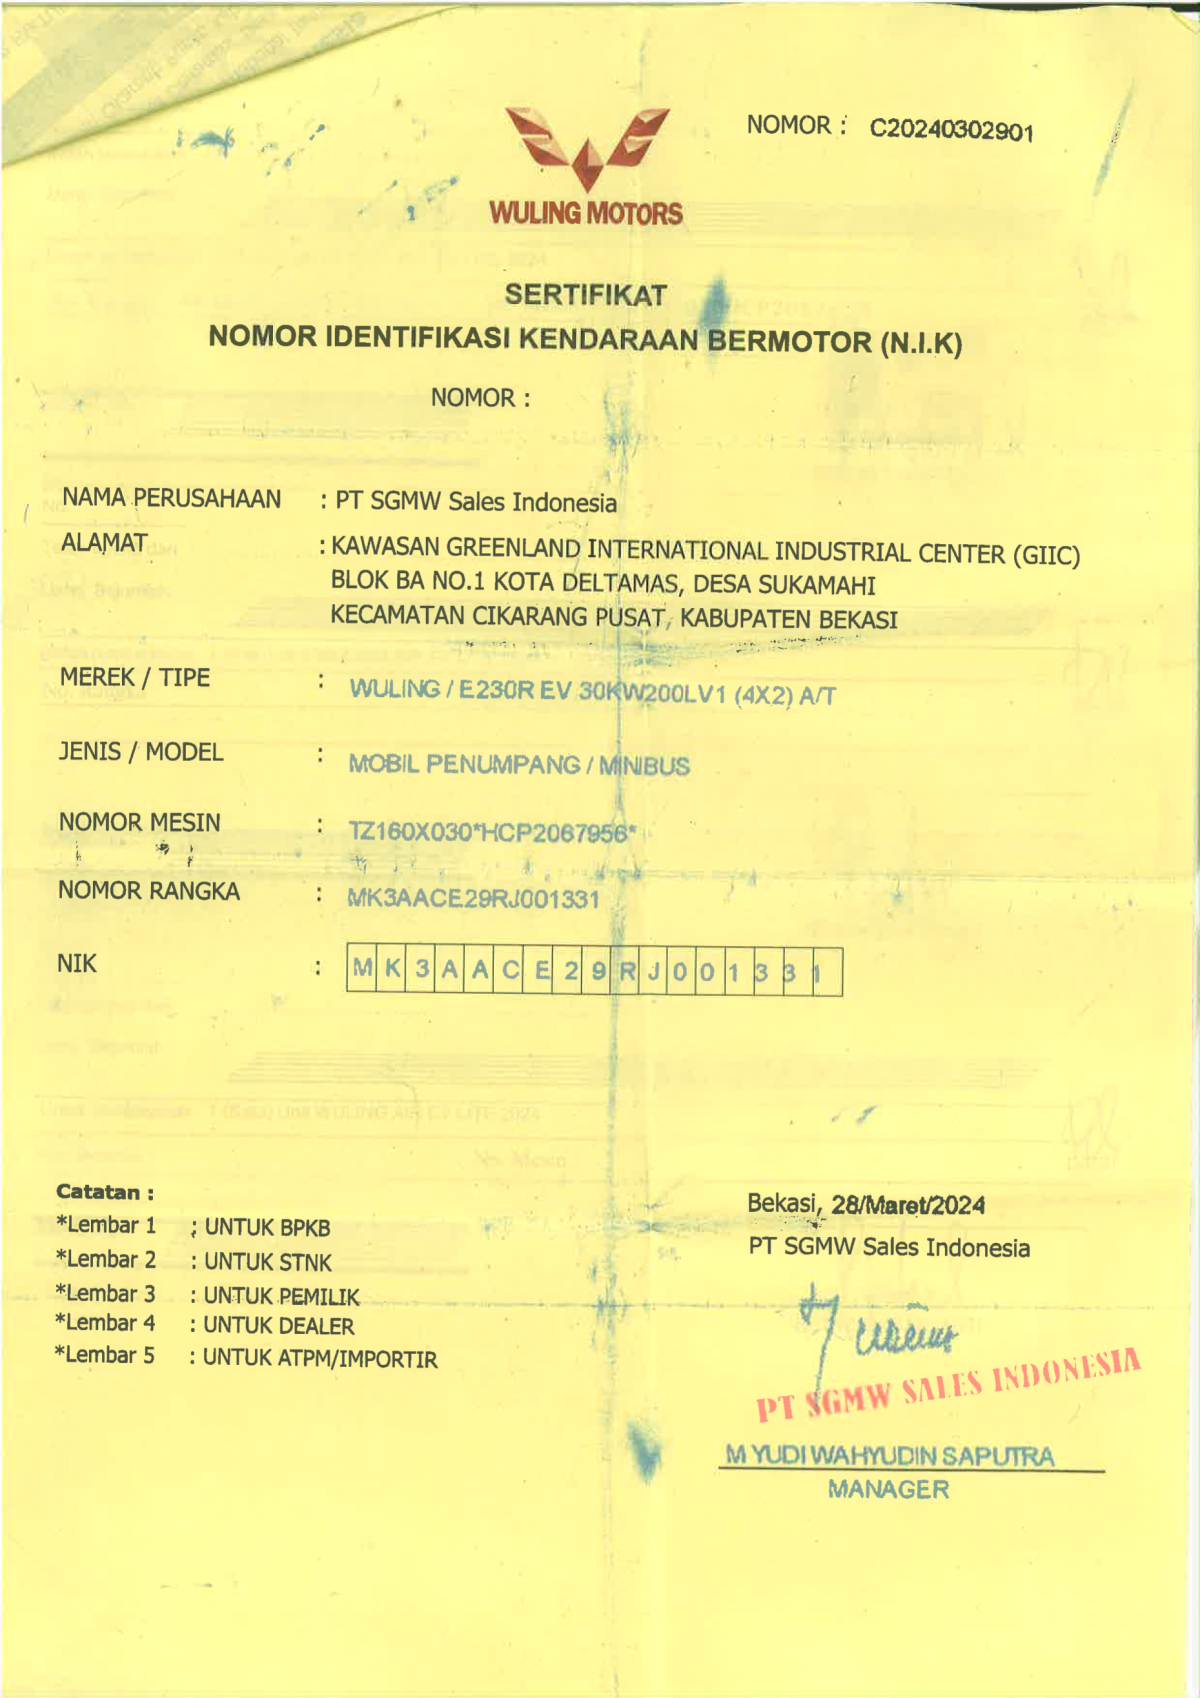 NOMOR : C20240302901
WULING MOTORS
SERTIFIKAT
NOMOR IDENTIFIKASI KENDARAAN BERMOTOR (N.I.K)
NOMOR :
NAMA PERUSAHAAN : PT SGMW Sales Indonesia
ALAMAT : KAWASAN GREENLAND INTERNATIONAL INDUSTRIAL CENTER (GIIC)
BLOK BA NO.1 KOTA DELTAMAS, DESA SUKAMAHI
KECAMATAN CIKARANG PUSAT, KABUPATEN BEKASI
MEREK / TIPE : WULING / E230R EV 30KW200LV1 (4X2) A/T
JENIS / MODEL : MOBIL PENUMPANG / MINIBUS
NOMOR MESIN : TZ160X030*HCP2067956*
NOMOR RANGKA : MK3AACE29RJ001331
NIK : M K 3 A A C E 2 9 R J 0 0 1 3 3 1
Catatan :
*Lembar 1 : UNTUK BPKB
*Lembar 2 : UNTUK STNK
*Lembar 3 : UNTUK PEMILIK
*Lembar 4 : UNTUK DEALER
*Lembar 5 : UNTUK ATPM/IMPORTIR
Bekasi, 28/Maret/2024
PT SGMW Sales Indonesia
PT SGMW SALES INDONESIA
M YUDI WAHYUDIN SAPUTRA
MANAGER